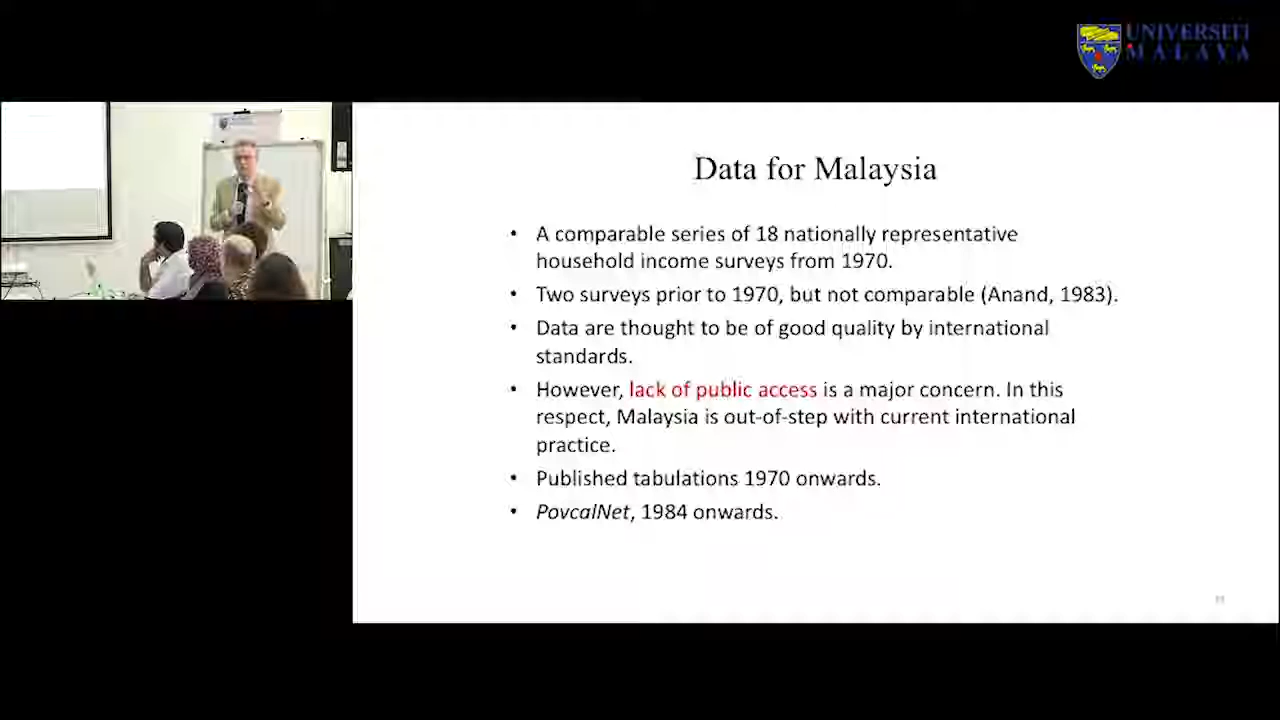 UNIVERSITI
MALAYA
Data for Malaysia
• A comparable series of 18 nationally representative
household income surveys from 1970.
• Two surveys prior to 1970, but not comparable (Anand, 1983).
• Data are thought to be of good quality by international
standards.
• However, lack of public access is a major concern. In this
respect, Malaysia is out-of-step with current international
practice.
• Published tabulations 1970 onwards.
• PovcalNet, 1984 onwards.